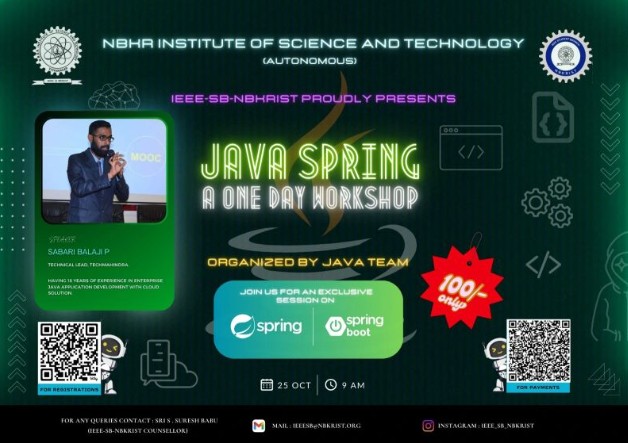 NBKR INSTITUTE OF SCIENCE AND TECHNOLOGY
(AUTONOMOUS)
IEEE-SB-NBKRIST PROUDLY PRESENTS
MOOC
JAVA SPRING
A ONE DAY WORKSHOP
SPEAKER
SABARI BALAJI P
TECHNICAL LEAD, TECHMAHINDRA
HAVING 15 YEARS OF EXPERIENCE IN ENTERPRISE
JAVA APPLICATION DEVELOPMENT WITH CLOUD
SOLUTION.
ORGANIZED BY JAVA TEAM
JOIN US FOR AN EXCLUSIVE
SESSION ON
spring
spring
boot
100/-
only
</>
</>
FOR REGISTRATIONS
FOR PAYMENTS
25 OCT
9 AM
FOR ANY QUERIES CONTACT : SRI S . SURESH BABU
(IEEE-SB-NBKRIST COUNSELLOR)
MAIL : IEEESB@NBKRIST.ORG
INSTAGRAM : IEEE_SB_NBKRIST